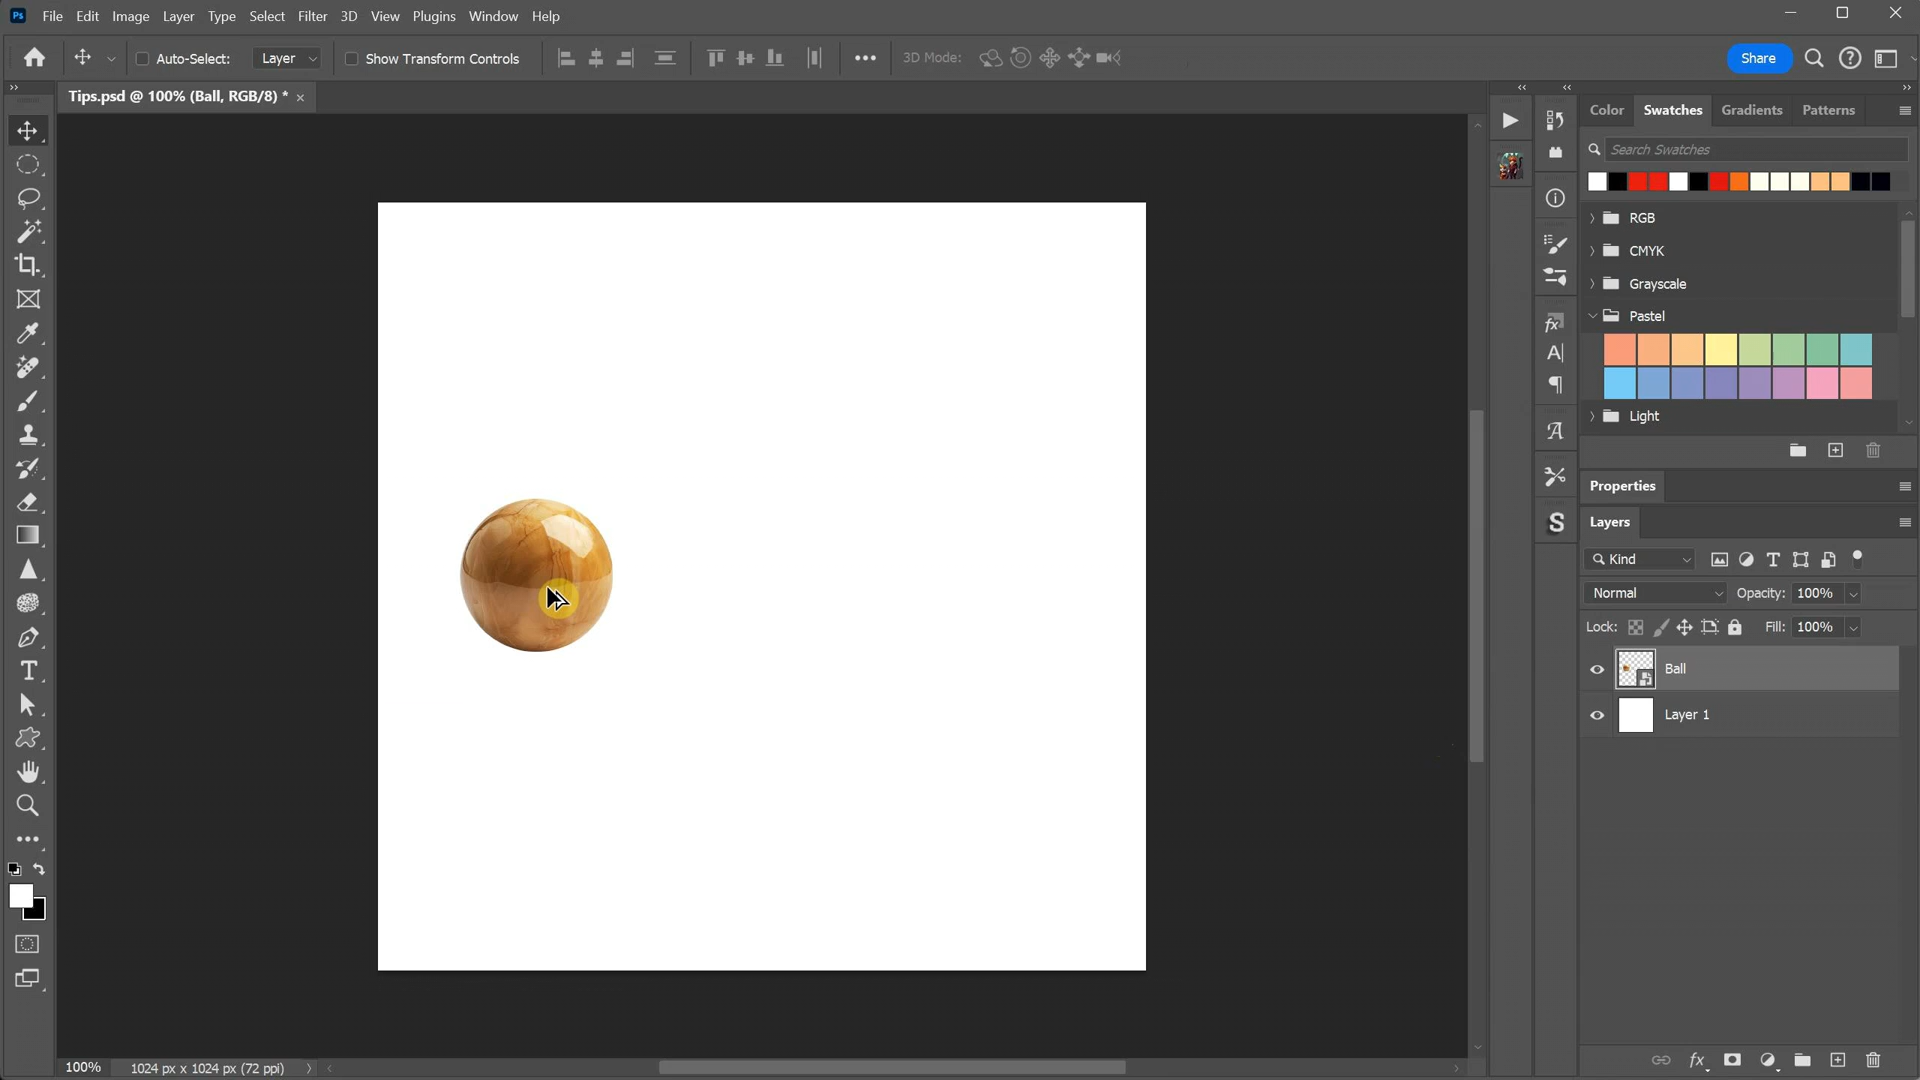 Ps File Edit Image Layer Type Select Filter 3D View Plugins Window Help
Auto-Select: Layer Show Transform Controls 3D Mode: Share
Tips.psd @ 100% (Ball, RGB/8) * ×
Color Swatches Gradients Patterns
Search Swatches
RGB
CMYK
Grayscale
Pastel
Light
Properties
Layers
Kind
Normal Opacity: 100%
Lock: Fill: 100%
Ball
Layer 1
100% 1024 px x 1024 px (72 ppi)